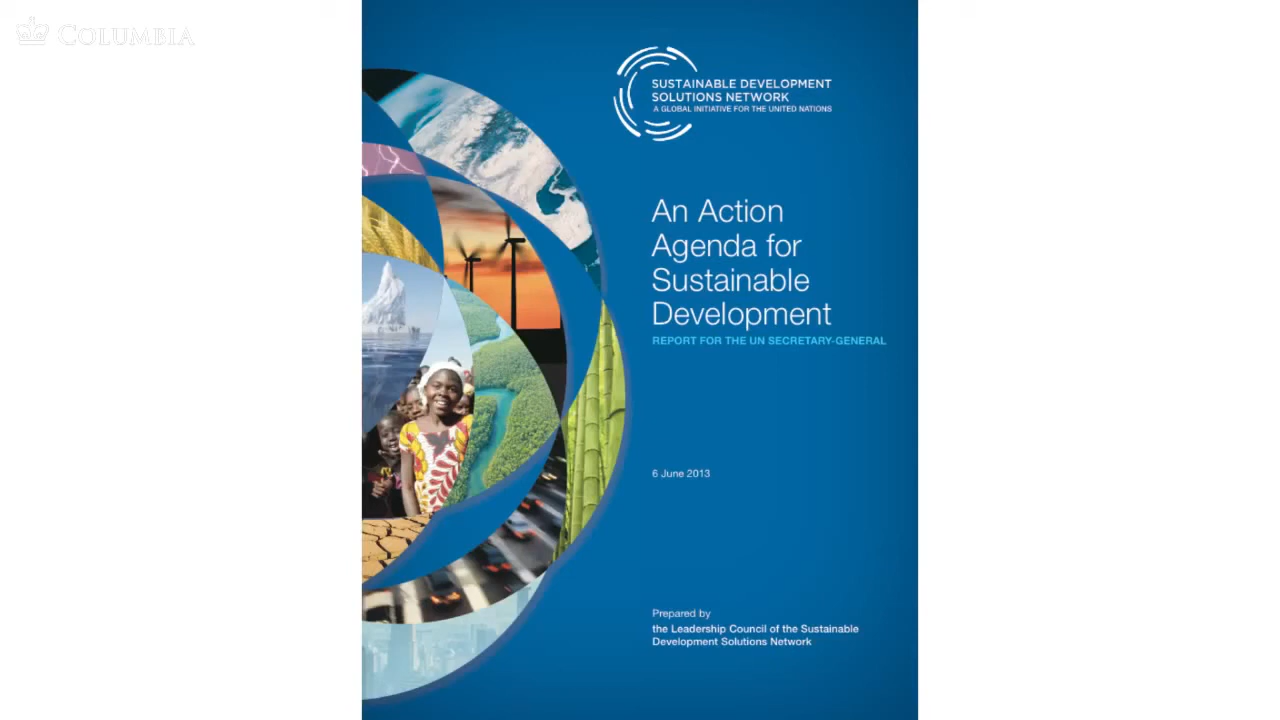 COLUMBIA
SUSTAINABLE DEVELOPMENT
SOLUTIONS NETWORK
A GLOBAL INITIATIVE FOR THE UNITED NATIONS
An Action
Agenda for
Sustainable
Development
REPORT FOR THE UN SECRETARY-GENERAL
6 June 2013
Prepared by
the Leadership Council of the Sustainable
Development Solutions Network